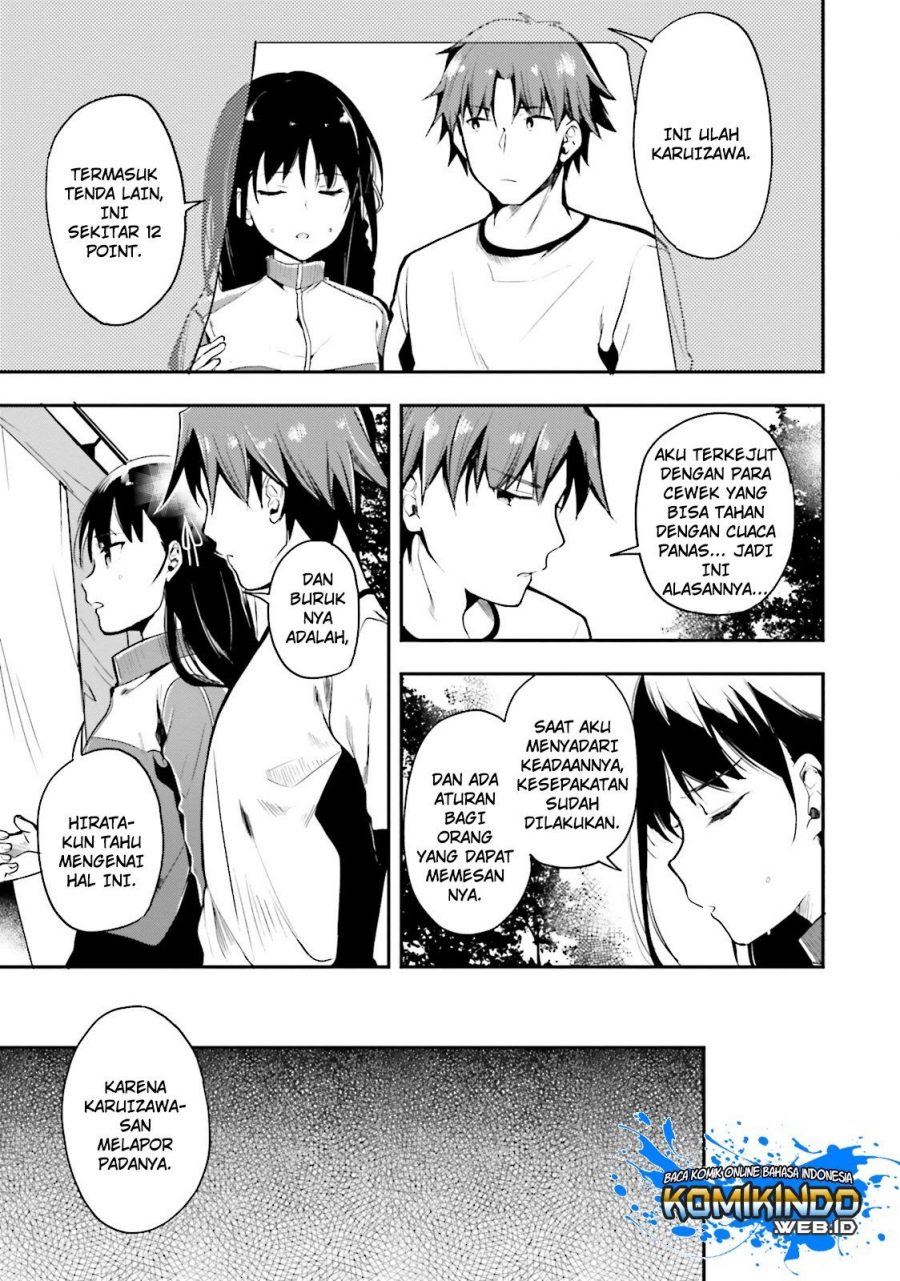 INI ULAH
KARUIZAWA.
TERMASUK
TENDA LAIN,
INI
SEKITAR 12
POINT.
AKU TERKEJUT
DENGAN PARA
CEWEK YANG
BISA TAHAN
DENGAN CUACA
PANAS... JADI
INI
ALASANNYA...
SAAT AKU
MENYADARI
KEADAANNYA,
KESEPAKATAN
SUDAH
DILAKUKAN.
DAN ADA
ATURAN
BAGI
ORANG
YANG DAPAT
MEMESAN
NYA.
DAN
BURUK
NYA
ADALAH,
HIRATA-
KUN TAHU
MENGENAI
HAL INI.
KARENA
KARUIZAWA-
SAN
MELAPOR
PADANYA.
BACA KOMIK ONLINE BAHASA INDONESIA
KOMIKINDO
.WEB.ID